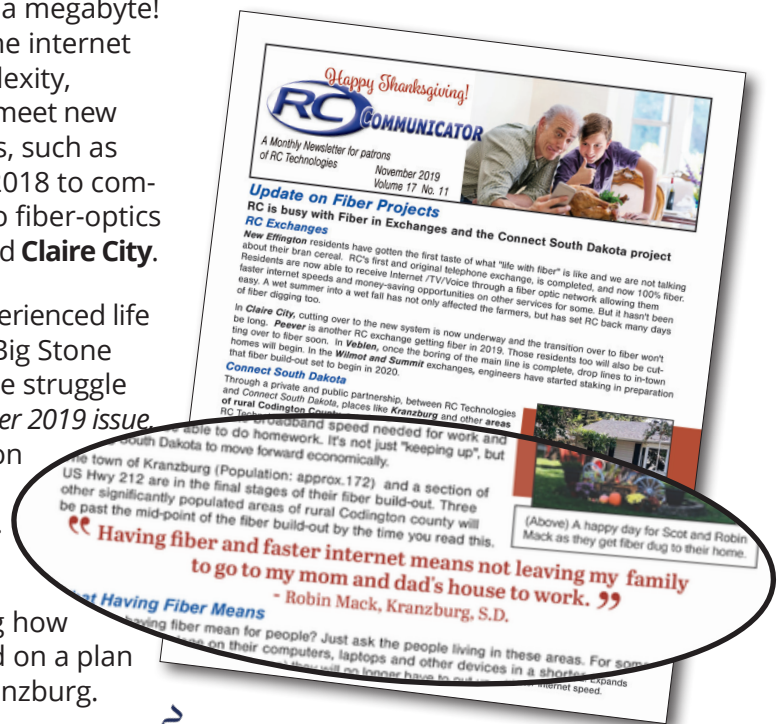 a megabyte!
ne internet
lexity,
meet new
s, such as
2018 to com-
o fiber-optics
d Claire City.
erienced life
Big Stone
e struggle
er 2019 issue,
on
g how
d on a plan
nzburg.
Happy Thanksgiving!
RC COMMUNICATOR
A Monthly Newsletter for patrons
of RC Technologies
November 2019
Volume 17 No. 11
Update on Fiber Projects
RC is busy with Fiber in Exchanges and the Connect South Dakota project
RC Exchanges
New Effington residents have gotten the first taste of what "life with fiber" is like and we are not talking
about their bran cereal. RC's first and original telephone exchange, is completed, and now 100% fiber.
Residents are now able to receive Internet /TV/Voice through a fiber optic network allowing them
faster internet speeds and money-saving opportunities on other services for some. But it hasn't been
easy. A wet summer into a wet fall has not only affected the farmers, but has set RC back many days
of fiber digging too.
In Claire City, cutting over to the new system is now underway and the transition over to fiber won't
be long. Peever is another RC exchange getting fiber in 2019. Those residents too will also be cut-
ting over to fiber soon. In Veblen, once the boring of the main line is complete, drop lines to in-town
homes will begin. In the Wilmot and Summit exchanges, engineers have started staking in preparation
that fiber build-out set to begin in 2020.
Connect South Dakota
Through a private and public partnership, between RC Technologies
and Connect South Dakota, places like Kranzburg and other areas
of rural Codington
broadband speed needed for work and
able to do homework. It's not just "keeping up", but
South Dakota to move forward economically.
e town of Kranzburg (Population: approx.172) and a section of
US Hwy 212 are in the final stages of their fiber build-out. Three
other significantly populated areas of rural Codington county will
be past the mid-point of the fiber build-out by the time you read this.
(Above) A happy day for Scot and Robin
Mack as they get fiber dug to their home.
“ Having fiber and faster internet means not leaving my family
to go to my mom and dad's house to work. ”
- Robin Mack, Kranzburg, S.D.
at Having Fiber Means
having fiber mean for people? Just ask the people living in these areas. For som
on their computers, laptops and other devices in a shorter
Expands
they will no longer have to
internet speed.